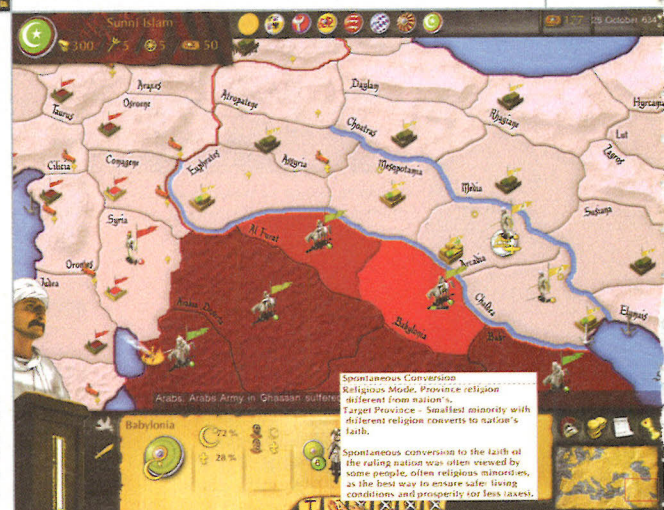 Sunni Islam
300 5 5 50
127 25 October 634
Taurus
Araxes
Osroene
Atropatene
Daylam
Rhagiana
Hyrcania
Lut
Zagros
Choatras
Cilicia
Comagene
Euphrates
Assyria
Mesopotamia
Media
Susiana
Syria
Al Furat
Arcadia
Orontes
Judea
Chaldea
Elymais
Babylonia
Arabs, Arabs Army in Ghassan suffered
Spontaneous Conversion
Religious Mode, Province religion
different from nation's.
Target Province - Smallest minority with
different religion converts to nation's
faith.
Spontaneous conversion to the faith of
the ruling nation was often viewed by
some people, often religious minorities,
as the best way to ensure safer living
conditions and prosperity (or less taxes).
Babylonia
72 %
28 %